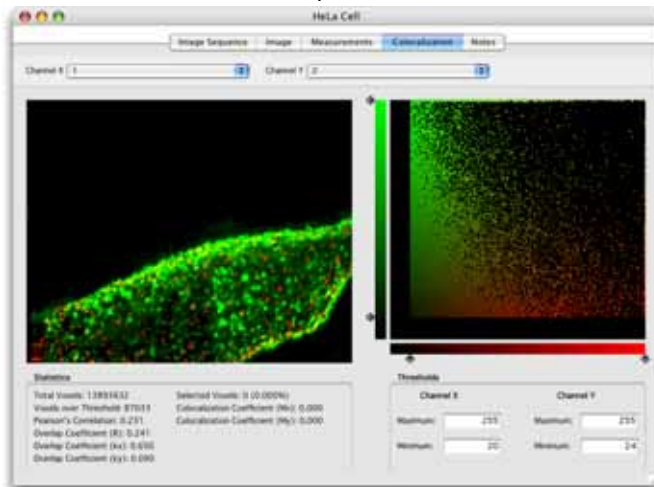 HeLa Cell
Image Sequence Image Measurements Colocalization Notes
Channel X 1 Channel Y 2
Statistics
Total Voxels: 13893632 Selected Voxels: 0 (0.000%)
Voxels over Threshold: 87033 Colocalization Coefficient (Mx): 0.000
Pearson's Correlation: 0.231 Colocalization Coefficient (My): 0.000
Overlap Coefficient (R): 0.241
Overlap Coefficient (kx): 0.650
Overlap Coefficient (ky): 0.090
Thresholds
Channel X Channel Y
Maximum: 255 Maximum: 255
Minimum: 20 Minimum: 24